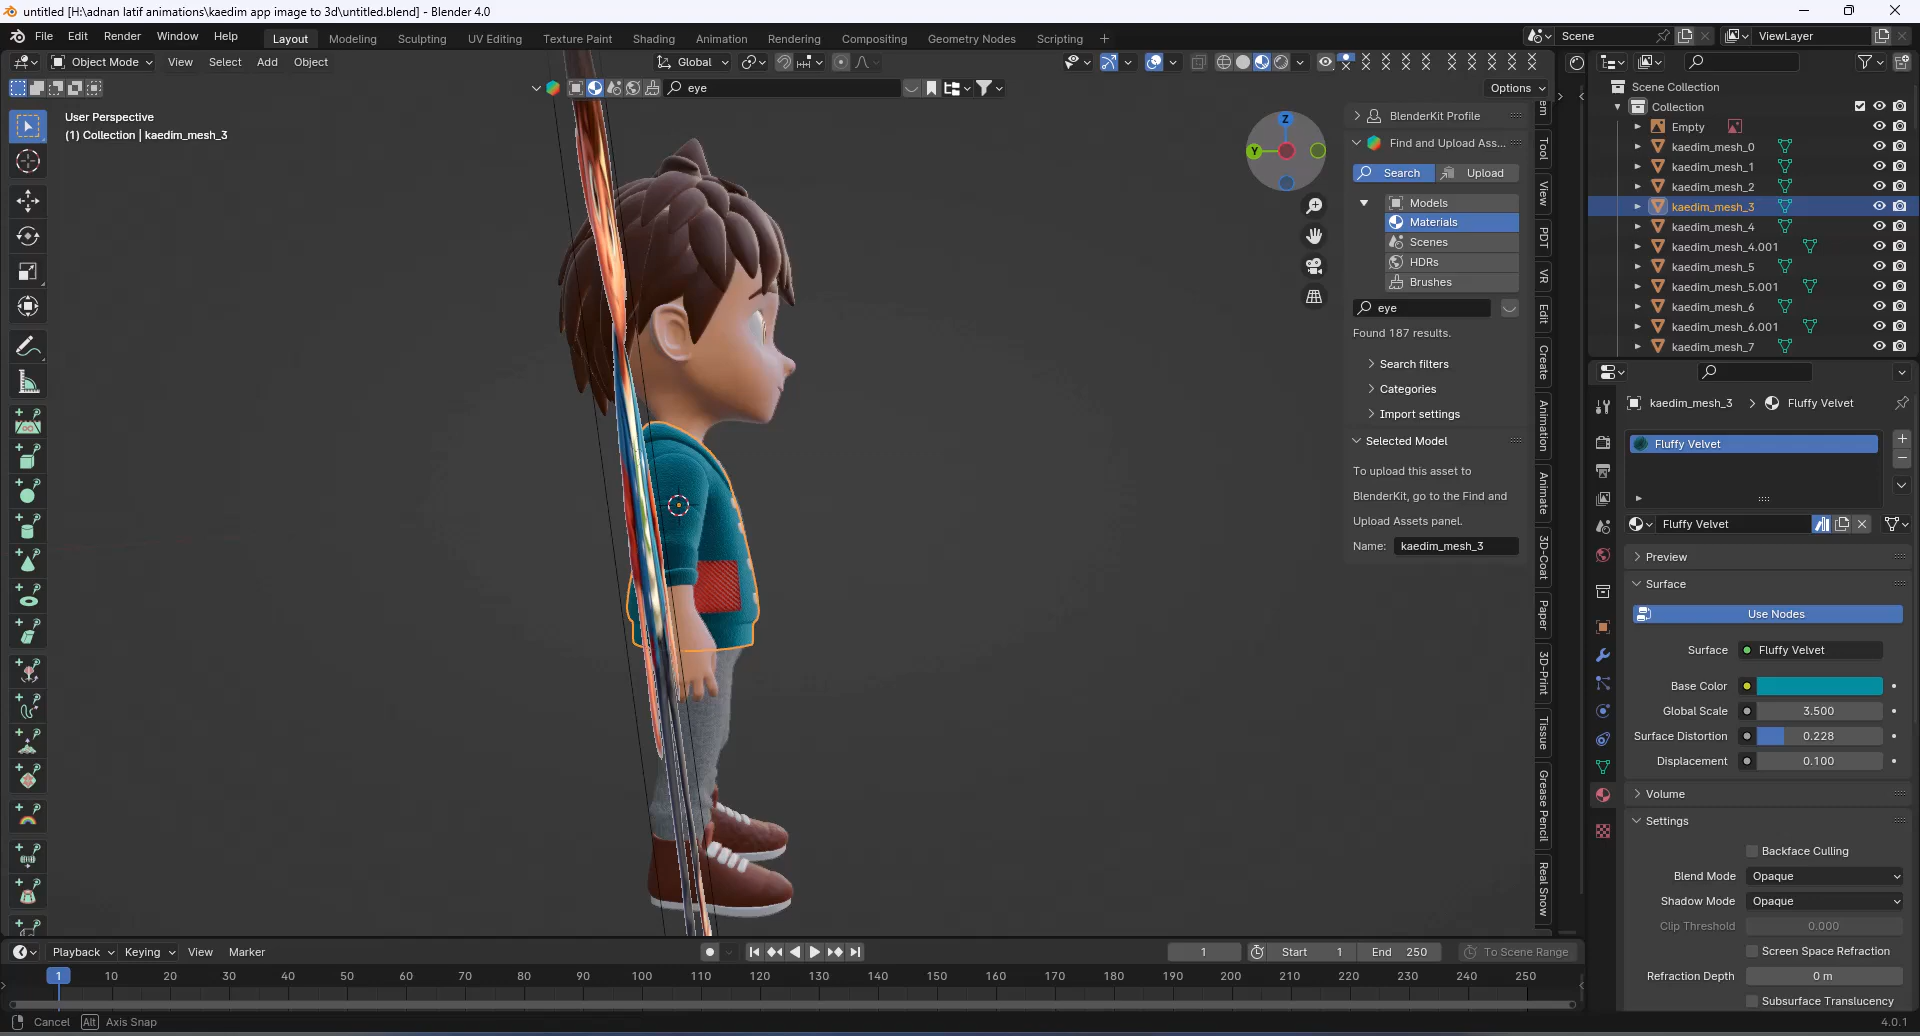 untitled [H:\adnan latif animations\kaedim app image to 3d\untitled.blend] - Blender 4.0
File Edit Render Window Help Layout Modeling Sculpting UV Editing Texture Paint Shading Animation Rendering Compositing Geometry Nodes Scripting + Scene ViewLayer
Object Mode View Select Add Object Global
eye Options
User Perspective
(1) Collection | kaedim_mesh_3
Z
Y
BlenderKit Profile
Find and Upload Ass...
Search Upload
Models
Materials
Scenes
HDRs
Brushes
eye
Found 187 results.
Search filters
Categories
Import settings
Selected Model
To upload this asset to
BlenderKit, go to the Find and
Upload Assets panel.
Name: kaedim_mesh_3
Tool
View
PDT
VR
Edit
Create
Animation
Animate
3D-Coat
Paper
3D-Print
Tissue
Grease Pencil
Real Snow
Scene Collection
Collection
Empty
kaedim_mesh_0
kaedim_mesh_1
kaedim_mesh_2
kaedim_mesh_3
kaedim_mesh_4
kaedim_mesh_4.001
kaedim_mesh_5
kaedim_mesh_5.001
kaedim_mesh_6
kaedim_mesh_6.001
kaedim_mesh_7
kaedim_mesh_3 > Fluffy Velvet
Fluffy Velvet
Fluffy Velvet
Preview
Surface
Use Nodes
Surface Fluffy Velvet
Base Color
Global Scale 3.500
Surface Distortion 0.228
Displacement 0.100
Volume
Settings
Backface Culling
Blend Mode Opaque
Shadow Mode Opaque
Clip Threshold 0.000
Screen Space Refraction
Refraction Depth 0 m
Subsurface Translucency
Playback Keying View Marker 1 Start 1 End 250 To Scene Range
1 10 20 30 40 50 60 70 80 90 100 110 120 130 140 150 160 170 180 190 200 210 220 230 240 250
Cancel Alt Axis Snap 4.0.1